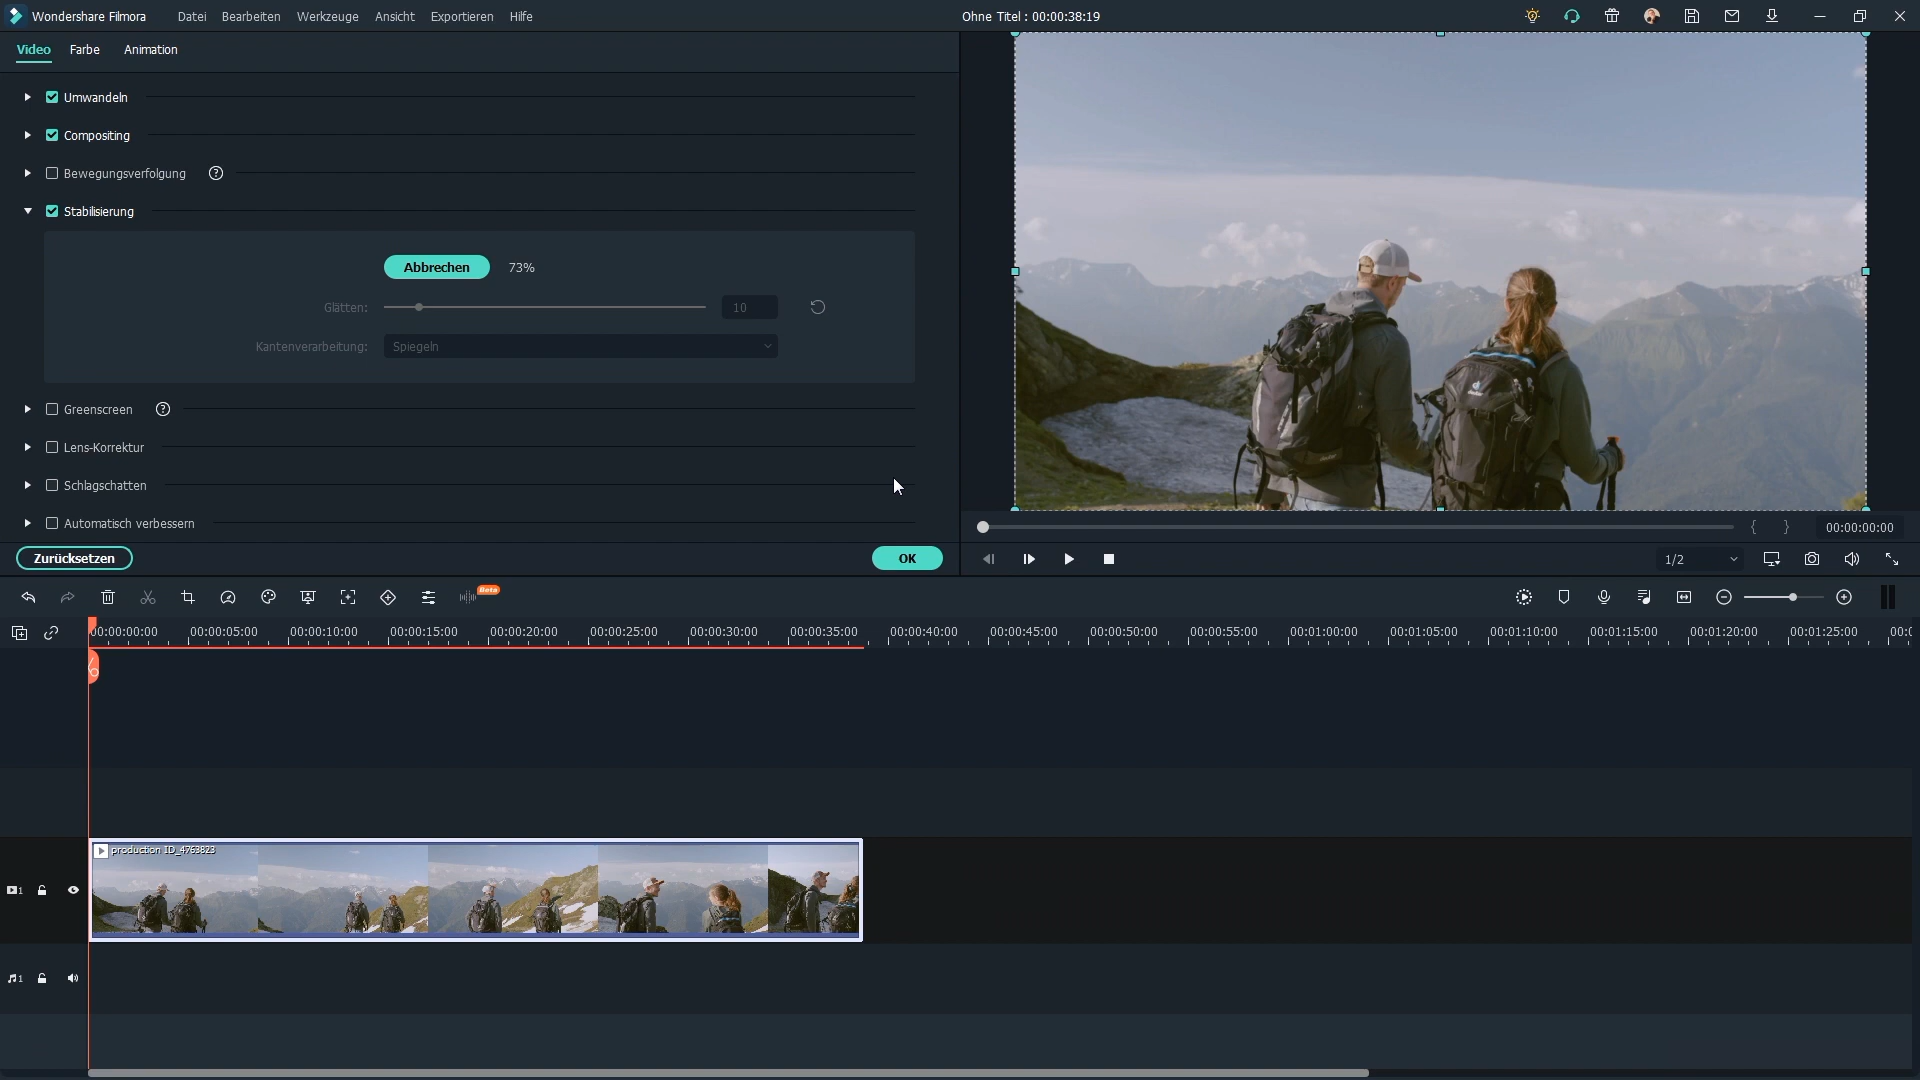 Wondershare Filmora Datei Bearbeiten Werkzeuge Ansicht Exportieren Hilfe Ohne Titel : 00:00:38:19
Video Farbe Animation
Umwandeln
Compositing
Bewegungsverfolgung ?
Stabilisierung
Abbrechen 73%
Glätten: 10
Kantenverarbeitung: Spiegeln
Greenscreen ?
Lens-Korrektur
Schlagschatten
Automatisch verbessern
Zurücksetzen OK
{ } 00:00:00:00
1/2
Beta
00:00:00:00 00:00:05:00 00:00:10:00 00:00:15:00 00:00:20:00 00:00:25:00 00:00:30:00 00:00:35:00 00:00:40:00 00:00:45:00 00:00:50:00 00:00:55:00 00:01:00:00 00:01:05:00 00:01:10:00 00:01:15:00 00:01:20:00 00:01:25:00 00:0
production ID_4763823
1
1